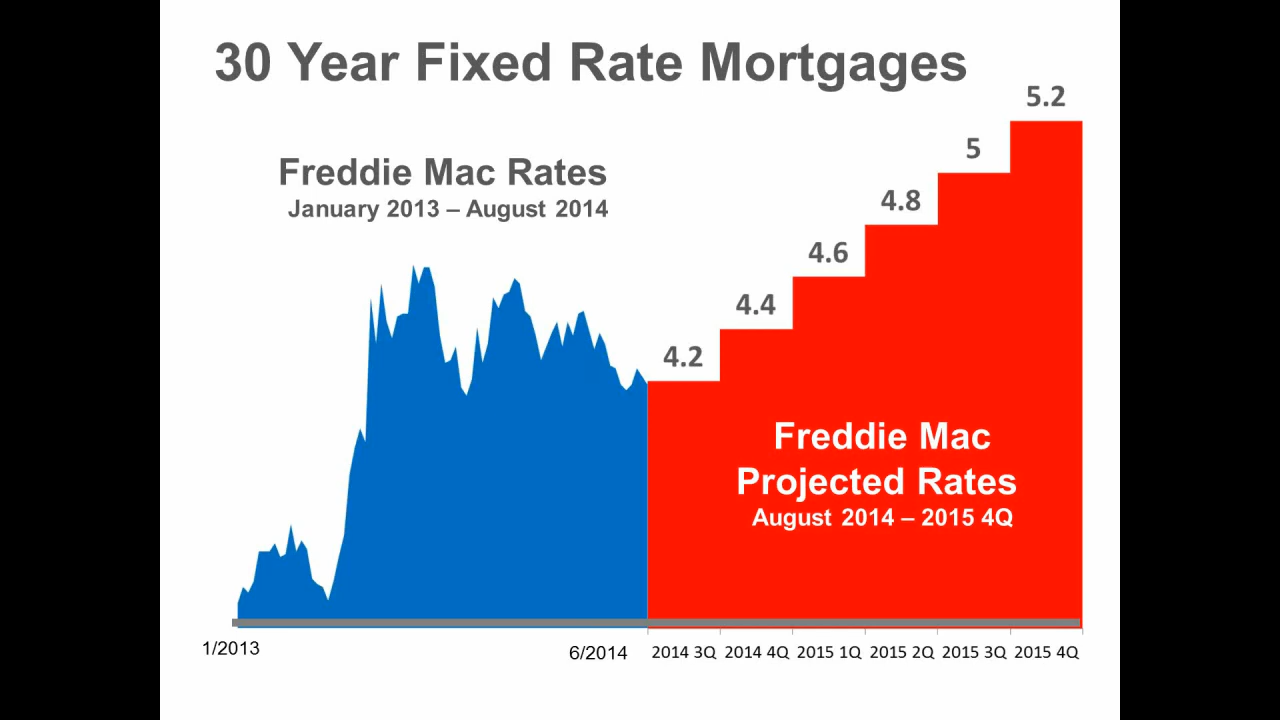 30 Year Fixed Rate Mortgages
Freddie Mac Rates
January 2013 – August 2014
4.2
4.4
4.6
4.8
5
5.2
Freddie Mac
Projected Rates
August 2014 – 2015 4Q
1/2013
6/2014
2014 3Q
2014 4Q
2015 1Q
2015 2Q
2015 3Q
2015 4Q